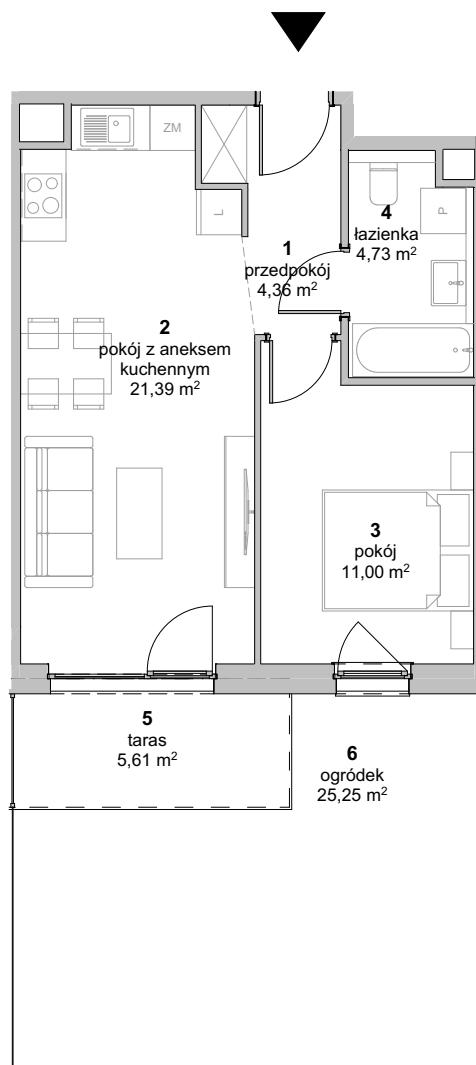 ZM
L
P
1
przedpokój
4,36 m²
4
łazienka
4,73 m²
2
pokój z aneksem
kuchennym
21,39 m²
3
pokój
11,00 m²
5
taras
5,61 m²
6
ogródek
25,25 m²